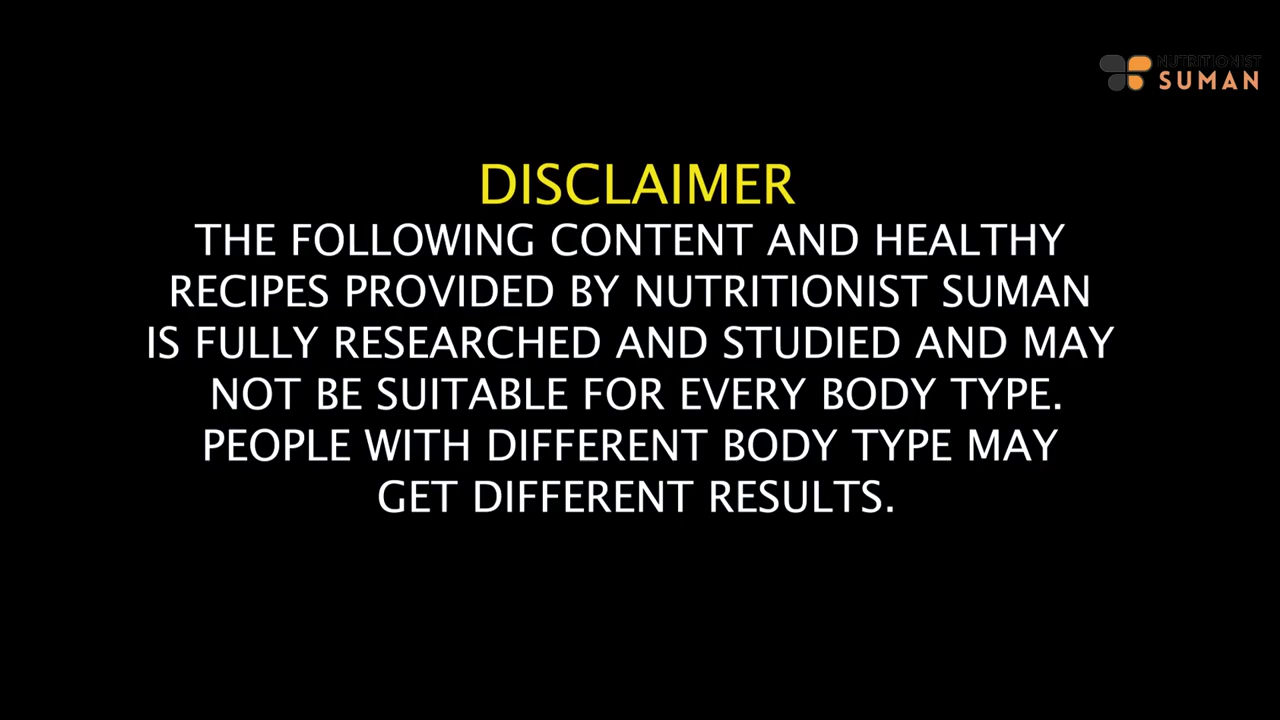 NUTRITIONIST
SUMAN
DISCLAIMER
THE FOLLOWING CONTENT AND HEALTHY
RECIPES PROVIDED BY NUTRITIONIST SUMAN
IS FULLY RESEARCHED AND STUDIED AND MAY
NOT BE SUITABLE FOR EVERY BODY TYPE.
PEOPLE WITH DIFFERENT BODY TYPE MAY
GET DIFFERENT RESULTS.